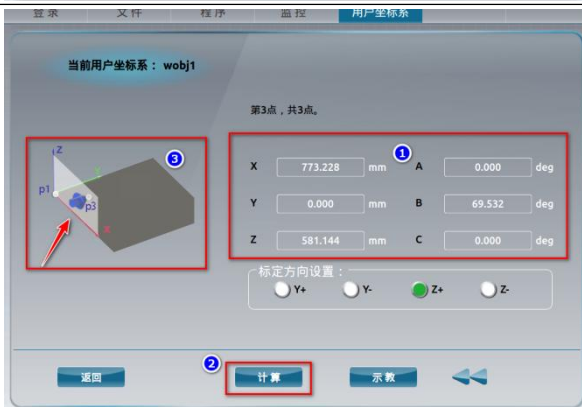 登录 文件 程序 监控 用户坐标系
当前用户坐标系： wobj1
第3点，共3点。
X 773.228 mm A 0.000 deg
Y 0.000 mm B 69.532 deg
Z 581.144 mm C 0.000 deg
1
3
Z
p1
p3
X
标定方向设置：
Y+ Y- Z+ Z-
2
返回 计算 示教